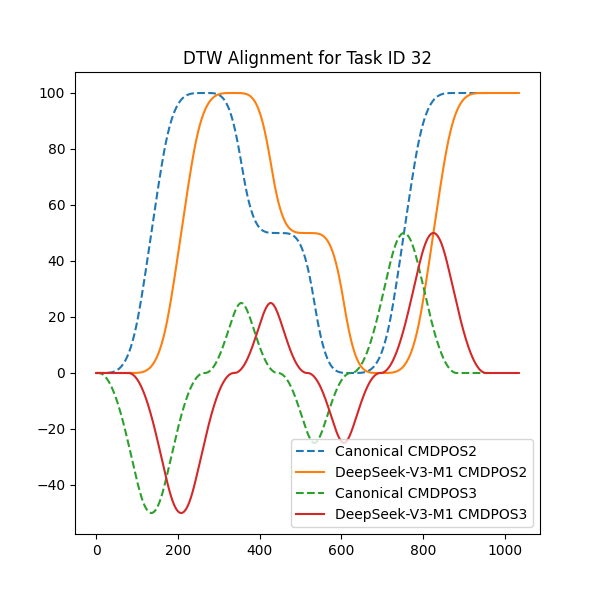 DTW Alignment for Task ID 32
100
80
60
40
20
0
−20
−40
0 200 400 600 800 1000
Canonical CMDPOS2
DeepSeek-V3-M1 CMDPOS2
Canonical CMDPOS3
DeepSeek-V3-M1 CMDPOS3